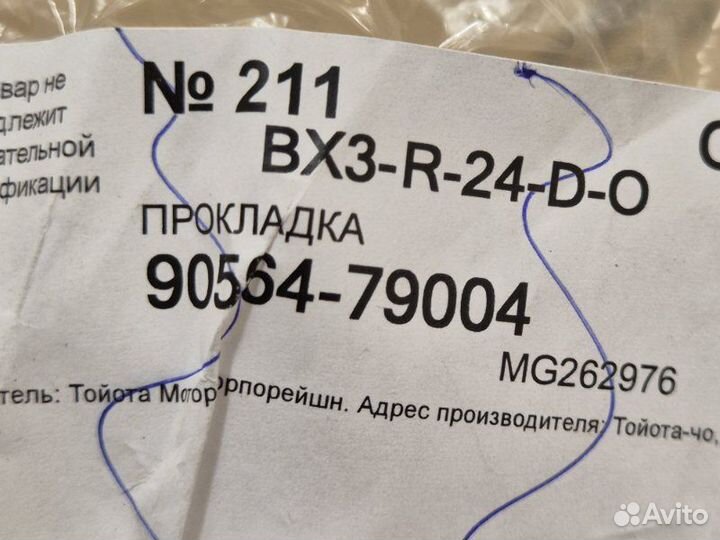 № 211
вар не
длежит
ательной
фикации
BX3-R-24-D-O
ПРОКЛАДКА
90564-79004
MG262976
тель: Тойота Мотор орпорейшн. Адрес производителя: Тойота-чо,
Avito